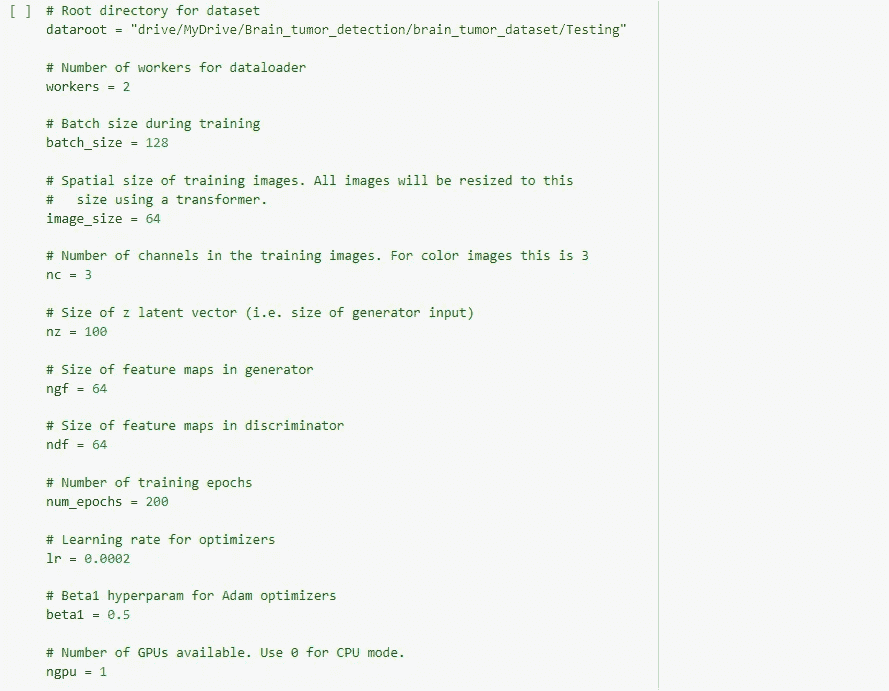 [ ] # Root directory for dataset
dataroot = "drive/MyDrive/Brain_tumor_detection/brain_tumor_dataset/Testing"
# Number of workers for dataloader
workers = 2
# Batch size during training
batch_size = 128
# Spatial size of training images. All images will be resized to this
#   size using a transformer.
image_size = 64
# Number of channels in the training images. For color images this is 3
nc = 3
# Size of z latent vector (i.e. size of generator input)
nz = 100
# Size of feature maps in generator
ngf = 64
# Size of feature maps in discriminator
ndf = 64
# Number of training epochs
num_epochs = 200
# Learning rate for optimizers
lr = 0.0002
# Beta1 hyperparam for Adam optimizers
beta1 = 0.5
# Number of GPUs available. Use 0 for CPU mode.
ngpu = 1